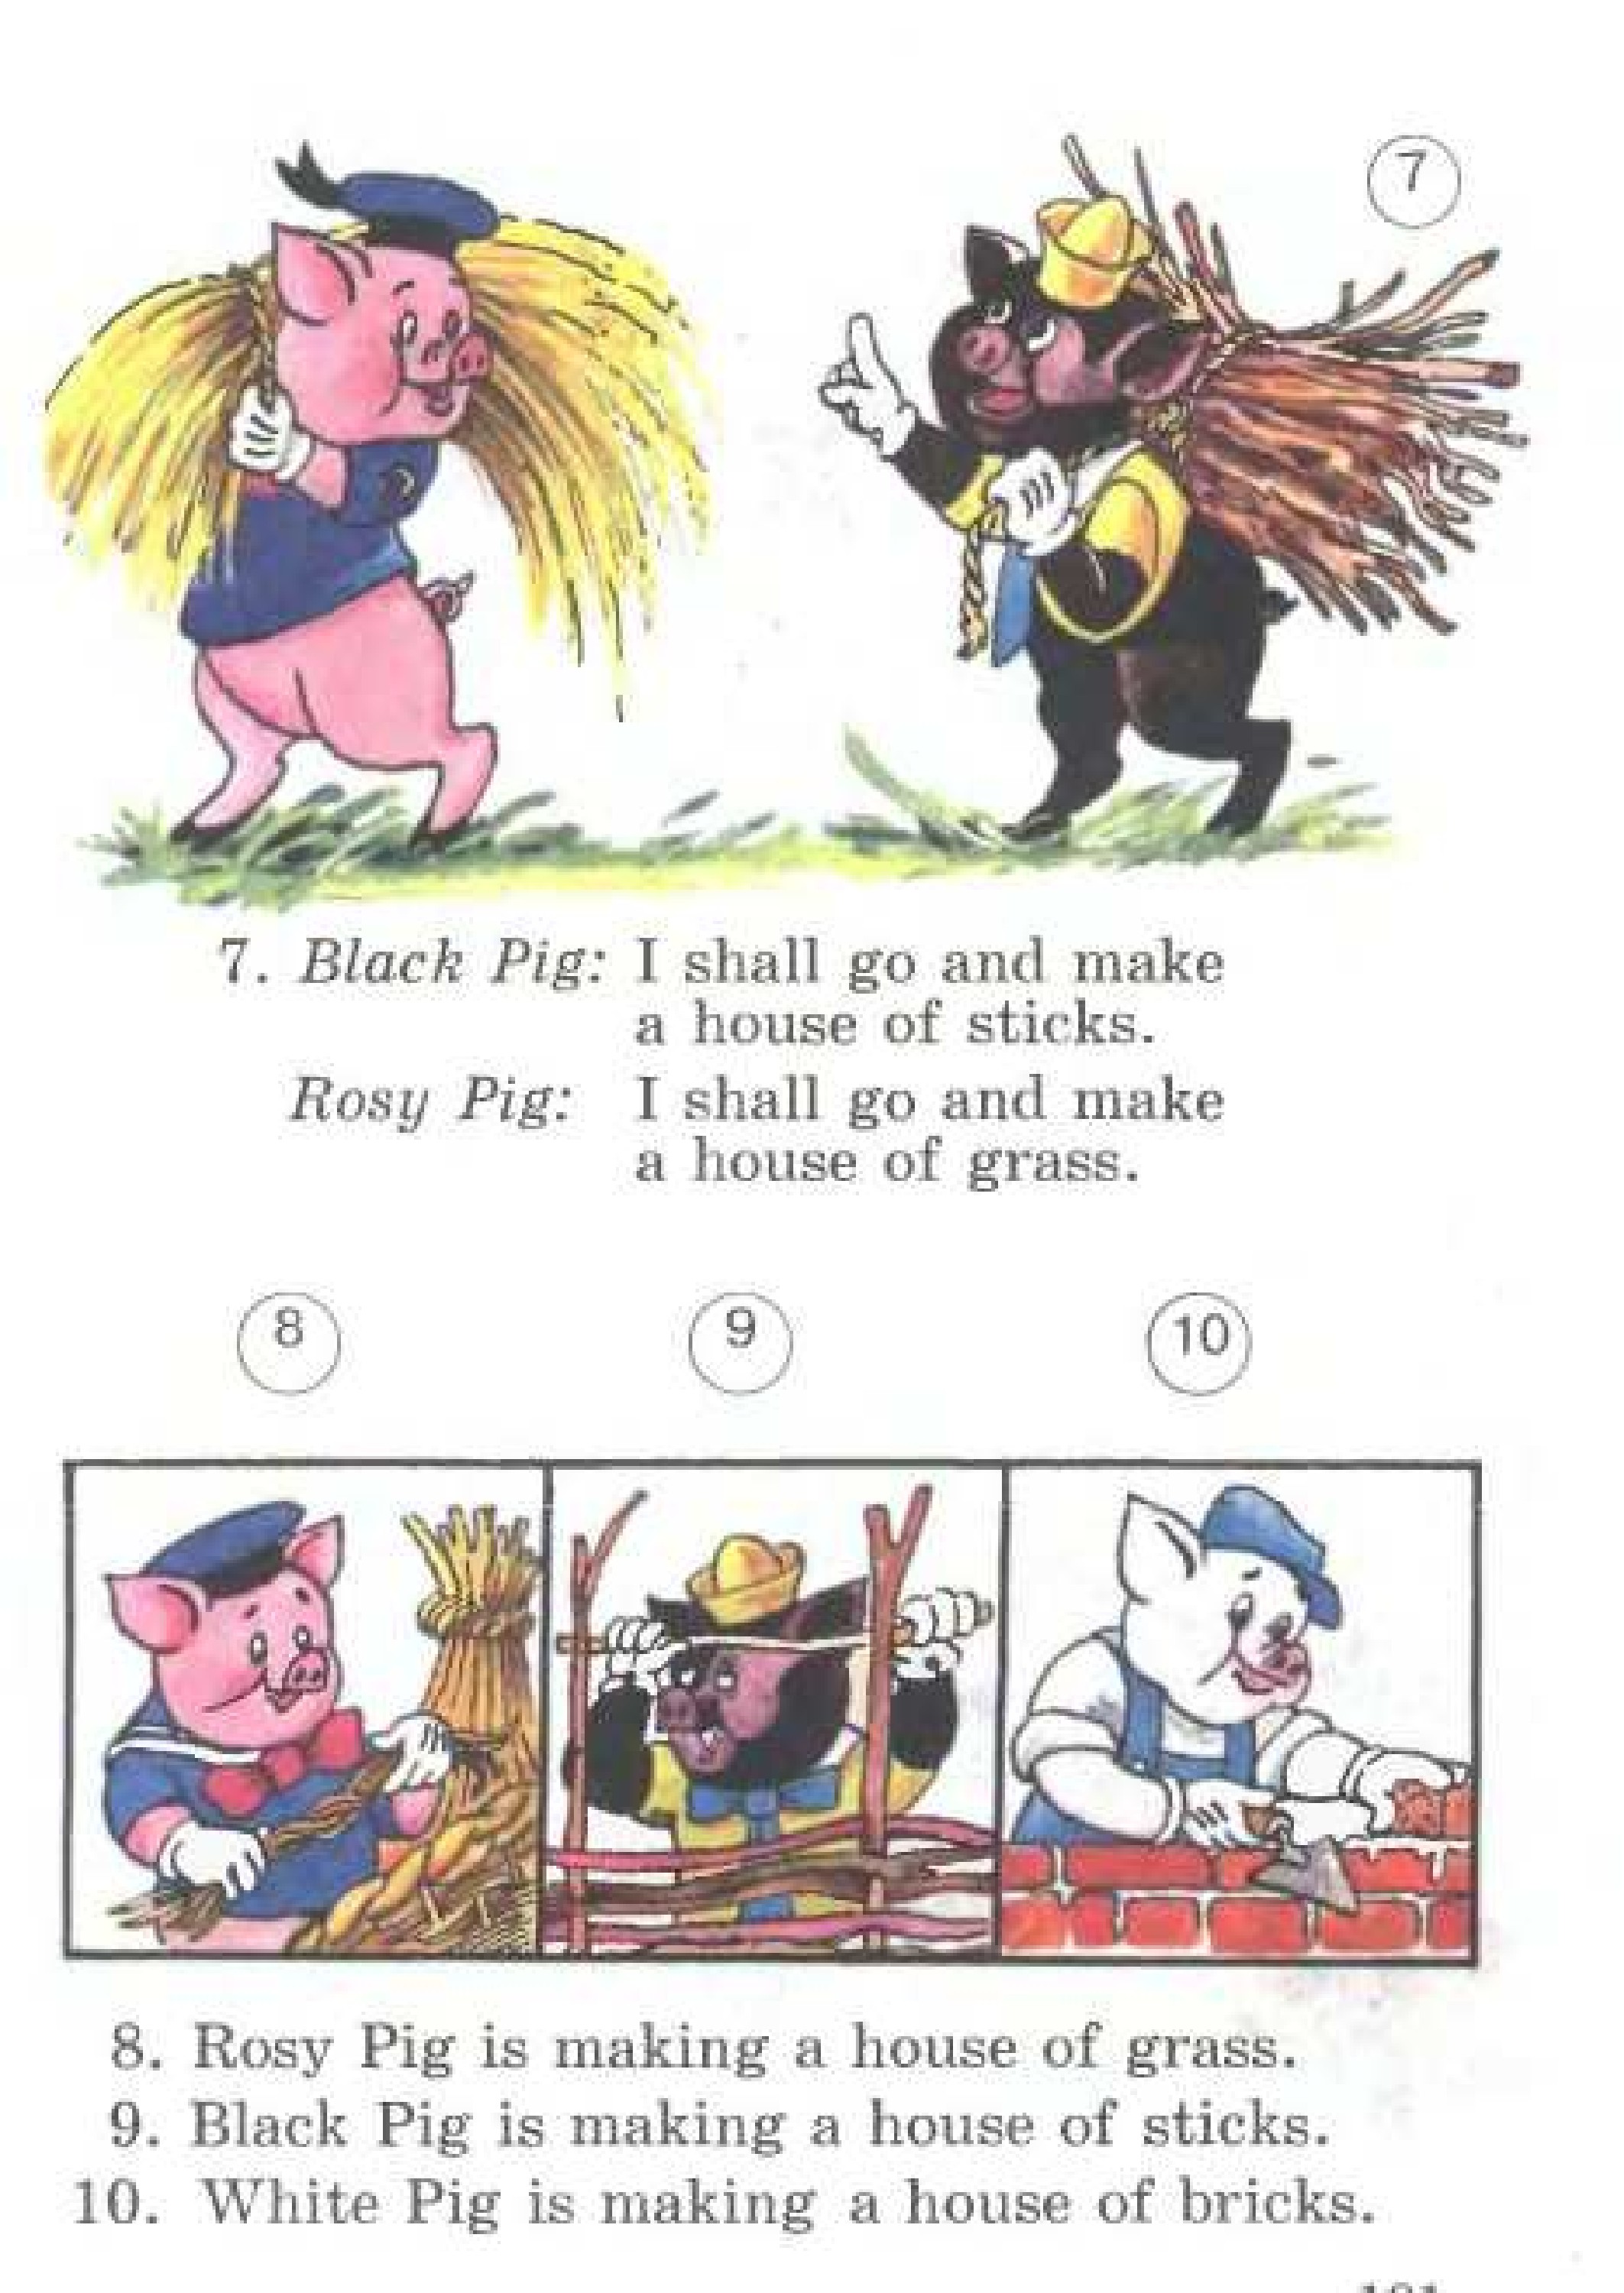 7
7. Black Pig: I shall go and make
a house of sticks.
Rosy Pig: I shall go and make
a house of grass.
8
9
10
8. Rosy Pig is making a house of grass.
9. Black Pig is making a house of sticks.
10. White Pig is making a house of bricks.